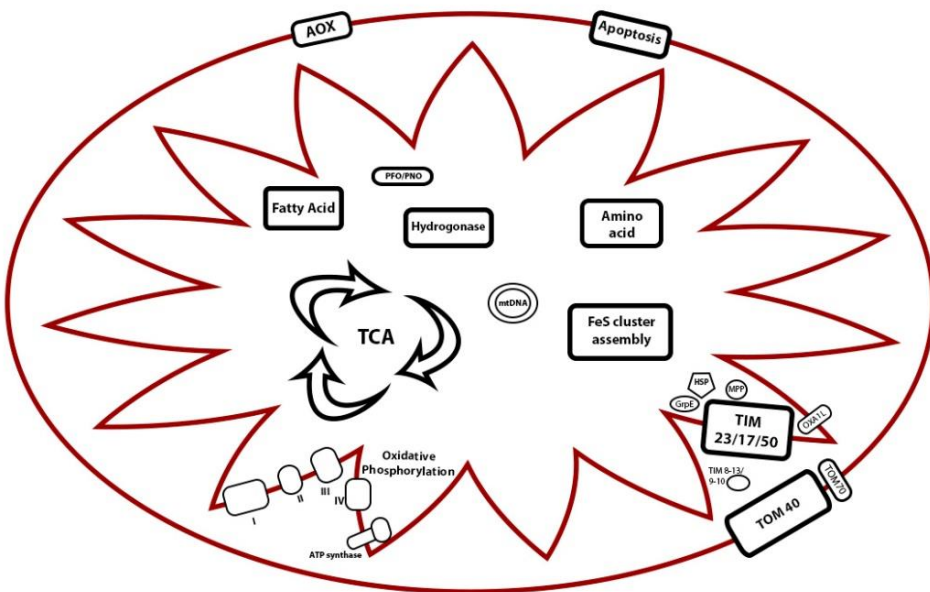 AOX
Apoptosis
PFO/PNO
Fatty Acid
Hydrogonase
Amino
acid
mtDNA
TCA
FeS cluster
assembly
HSP
MPP
GrpE
TIM
23/17/50
OXA1L
Oxidative
Phosphorylation
TIM 8-13/
9-10
TOM70
TOM 40
I
II
III
IV
ATP synthase